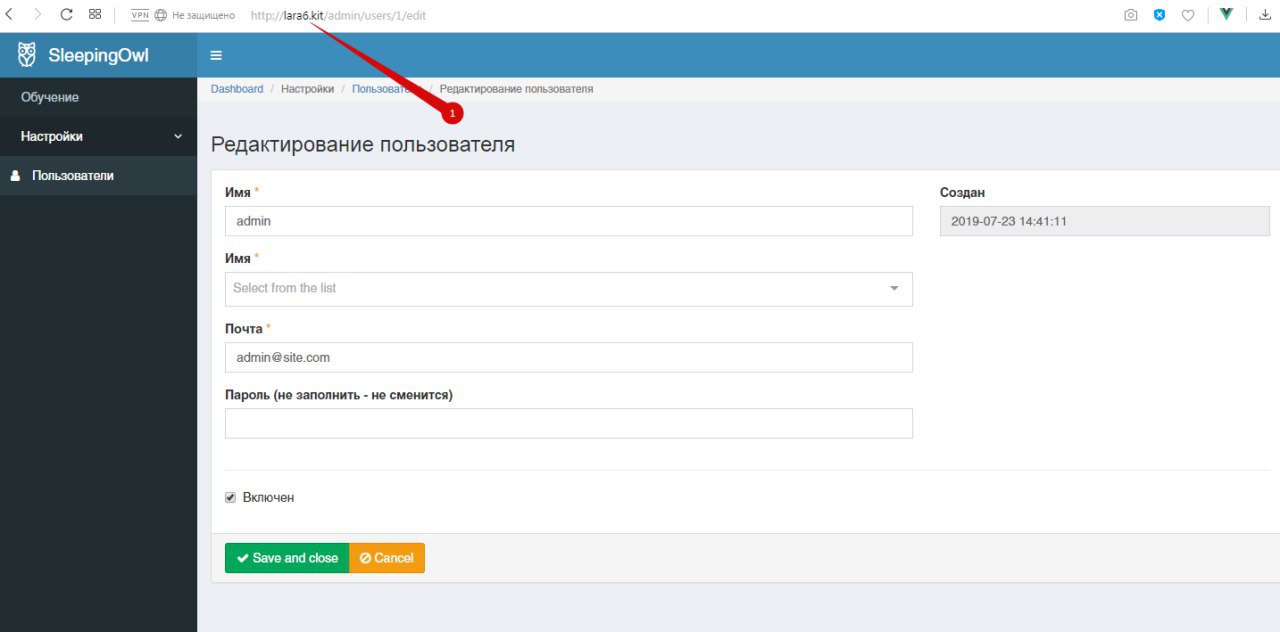 VPN Не защищено http://lara6.kit/admin/users/1/edit
SleepingOwl
Обучение
Настройки
Пользователи
Dashboard / Настройки / Пользовате / Редактирование пользователя
1
Редактирование пользователя
Имя *
admin
Имя *
Select from the list
Почта *
admin@site.com
Пароль (не заполнить - не сменится)
Включен
Save and close
Cancel
Создан
2019-07-23 14:41:11